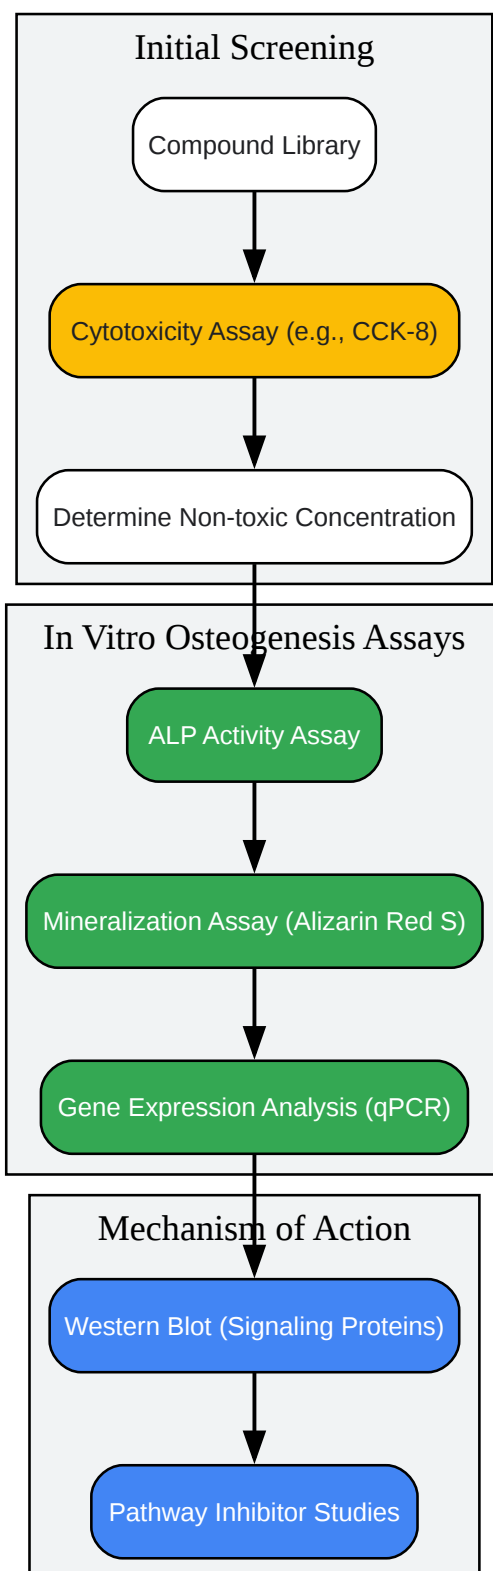 Initial Screening
Compound Library
Cytotoxicity Assay (e.g., CCK-8)
Determine Non-toxic Concentration
In Vitro Osteogenesis Assays
ALP Activity Assay
Mineralization Assay (Alizarin Red S)
Gene Expression Analysis (qPCR)
Mechanism of Action
Western Blot (Signaling Proteins)
Pathway Inhibitor Studies